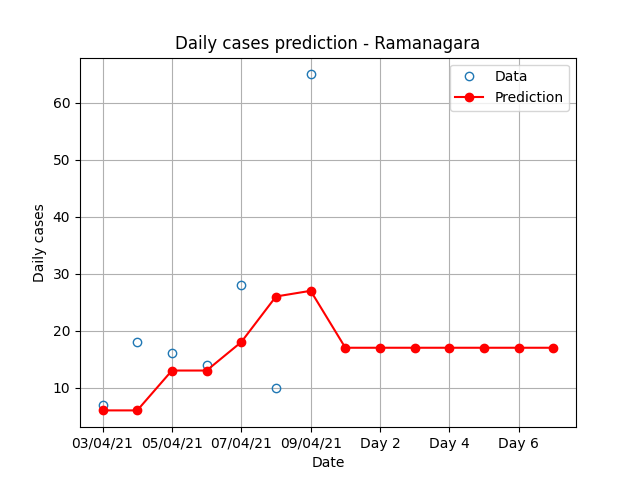 Daily cases prediction - Ramanagara
Data
Prediction
60
50
40
30
20
10
Daily cases
03/04/21 05/04/21 07/04/21 09/04/21 Day 2 Day 4 Day 6
Date